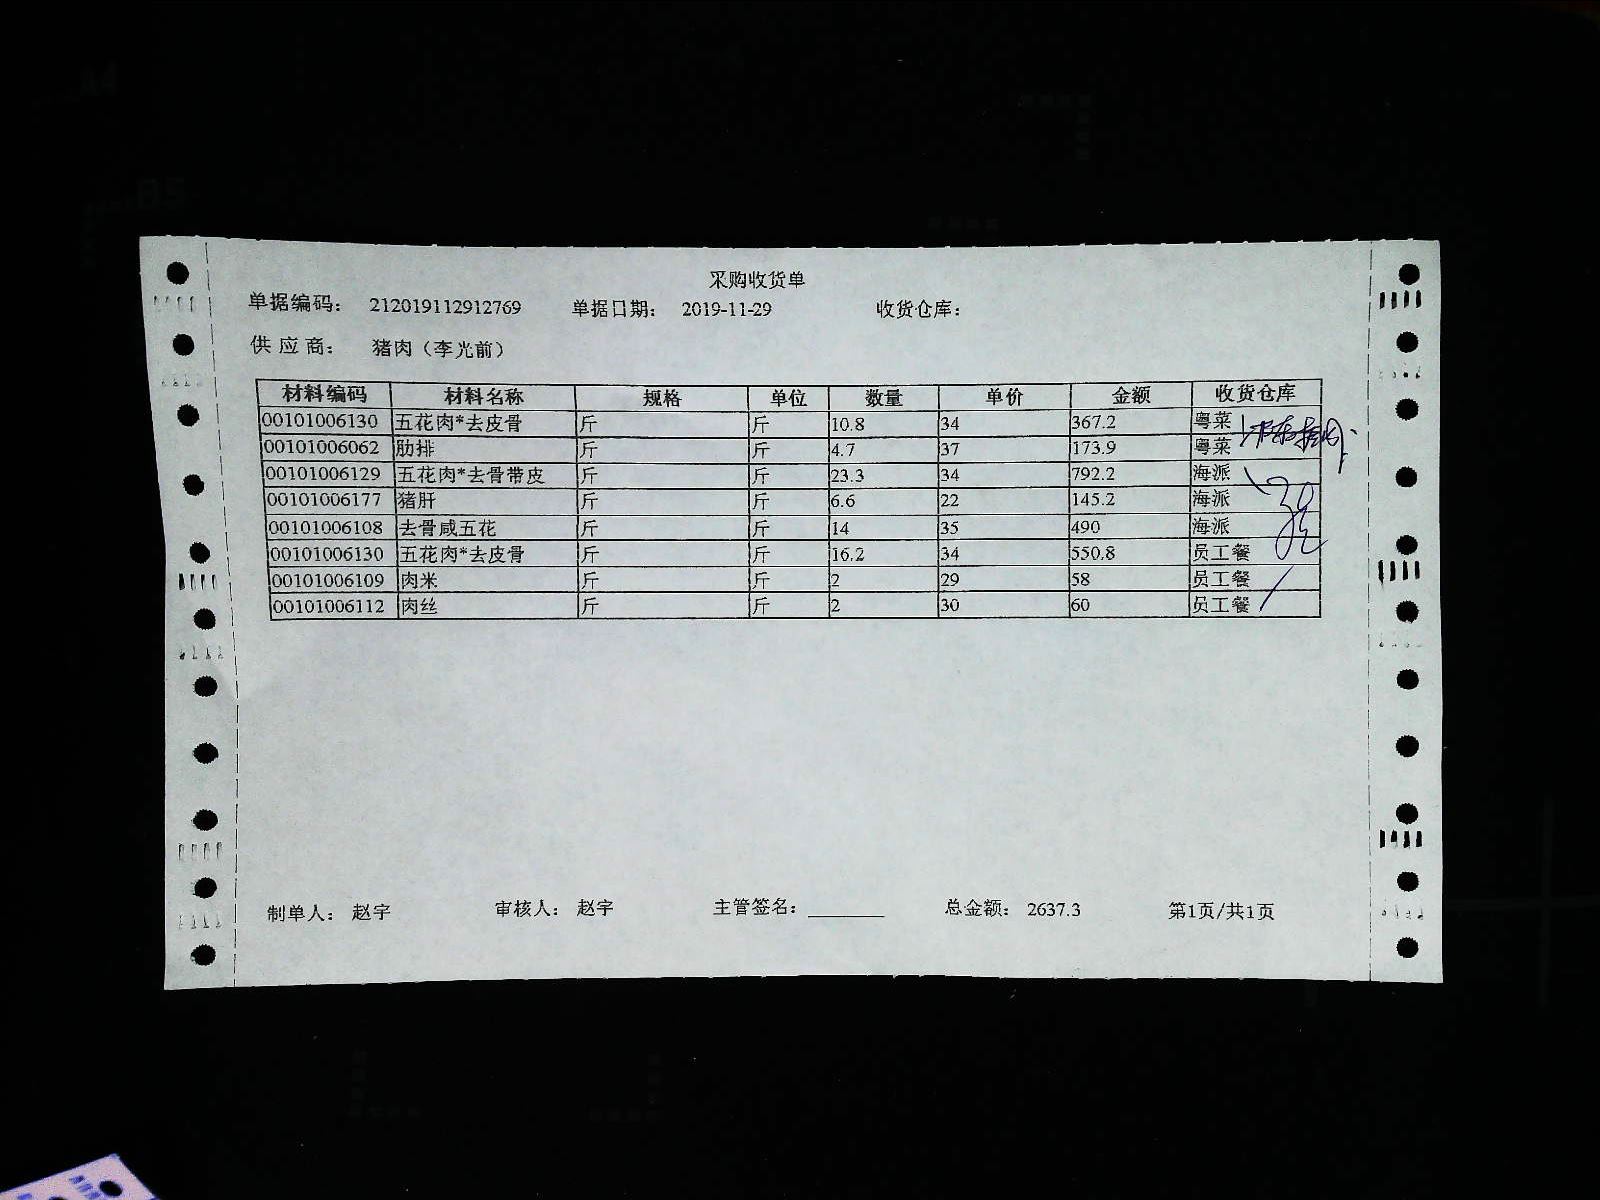 采购收货单
单据编码： 212019112912769 单据日期： 2019-11-29 收货仓库：
供应商： 猪肉（李光前）
材料编码 材料名称 规格 单位 数量 单价 金额 收货仓库
00101006130 五花肉*去皮骨 斤 斤 10.8 34 367.2 粤菜
00101006062 肋排 斤 斤 4.7 37 173.9 粤菜
00101006129 五花肉*去骨带皮 斤 斤 23.3 34 792.2 海派
00101006177 猪肝 斤 斤 6.6 22 145.2 海派
00101006108 去骨咸五花 斤 斤 14 35 490 海派
00101006130 五花肉*去皮骨 斤 斤 16.2 34 550.8 员工餐
00101006109 肉米 斤 斤 2 29 58 员工餐
00101006112 肉丝 斤 斤 2 30 60 员工餐
制单人： 赵宇 审核人： 赵宇 主管签名： ________ 总金额： 2637.3 第1页/共1页